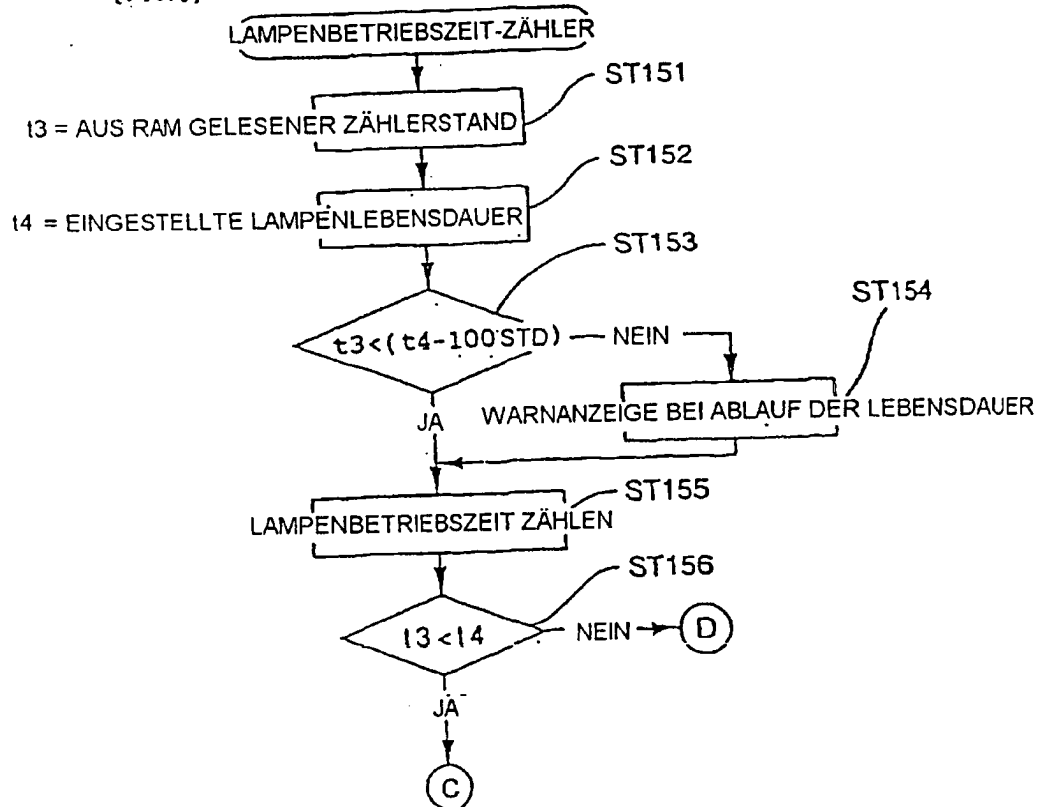 LAMPENBETRIEBSZEIT-ZÄHLER
ST151
t3 = AUS RAM GELESENER ZÄHLERSTAND
ST152
t4 = EINGESTELLTE LAMPENLEBENSDAUER
ST153
t3<(t4-100STD)
NEIN
ST154
JA
WARNANZEIGE BEI ABLAUF DER LEBENSDAUER
ST155
LAMPENBETRIEBSZEIT ZÄHLEN
ST156
t3<t4
NEIN
D
JA
C